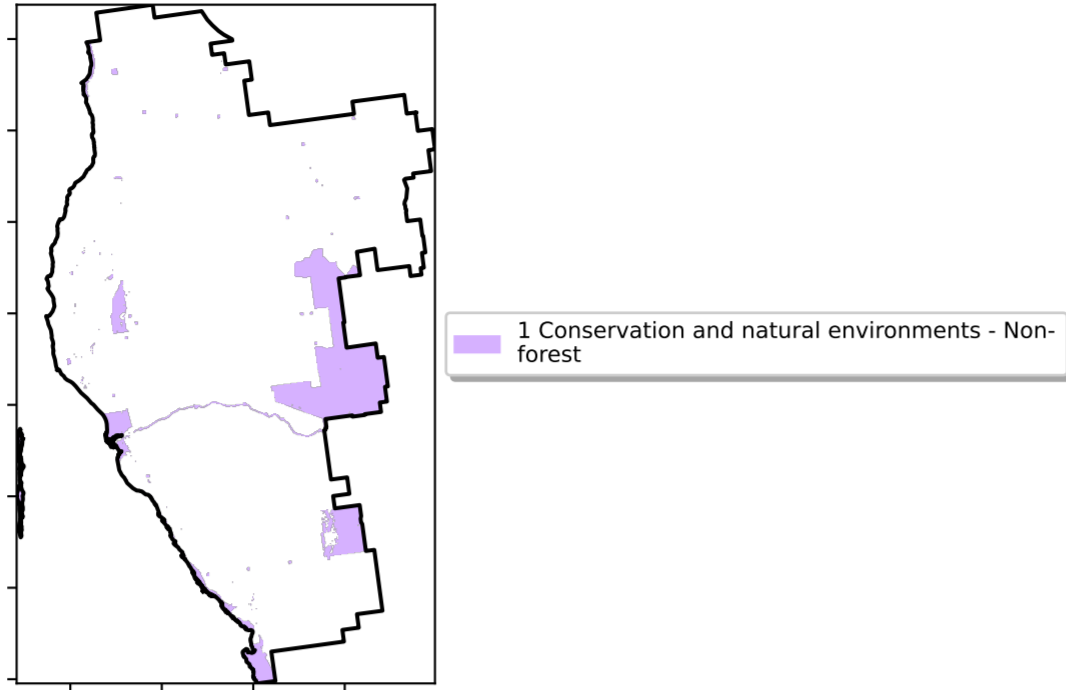 1 Conservation and natural environments - Non-
forest